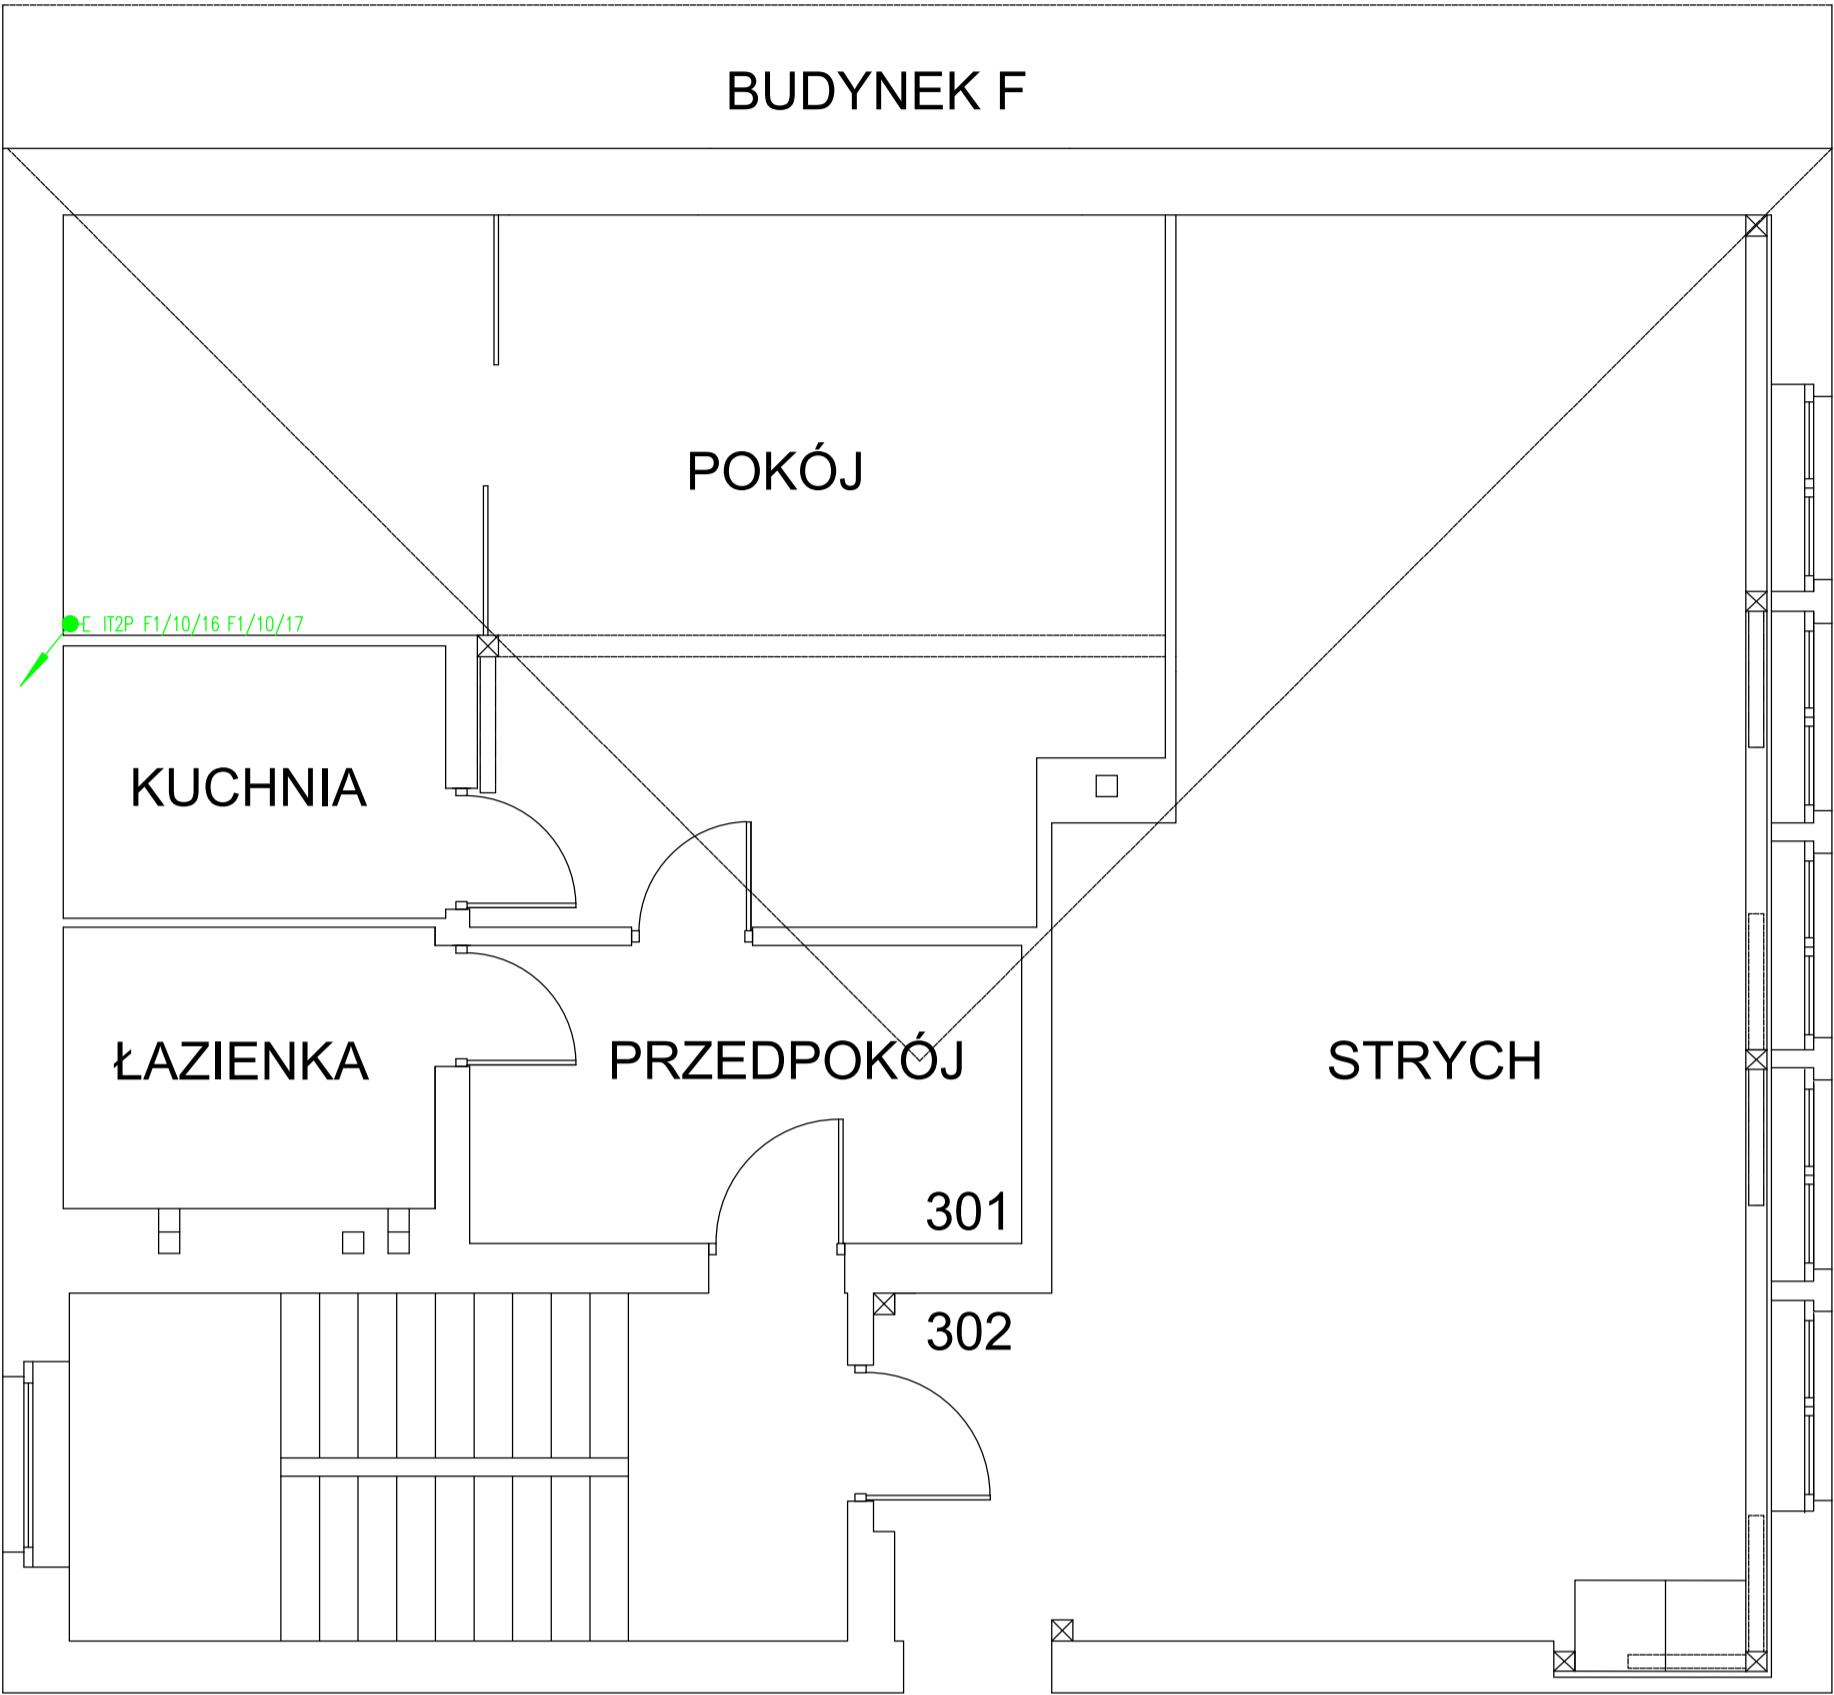 BUDYNEK F
POKÓJ
E IT2P F1/10/16 F1/10/17
KUCHNIA
ŁAZIENKA
PRZEDPOKÓJ
STRYCH
301
302